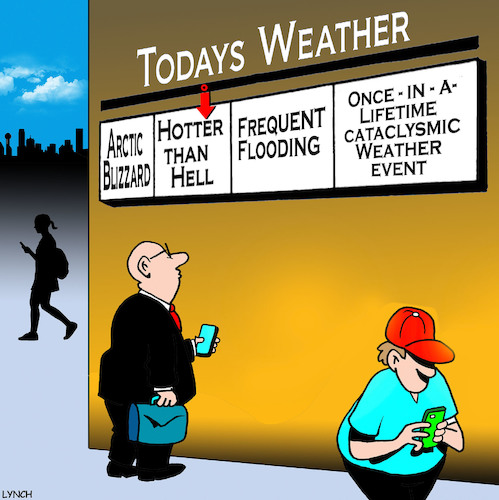 Todays Weather
Arctic
Blizzard
Hotter
than
Hell
Frequent
Flooding
Once-in-a-
Lifetime
cataclysmic
Weather
event
LYNCH